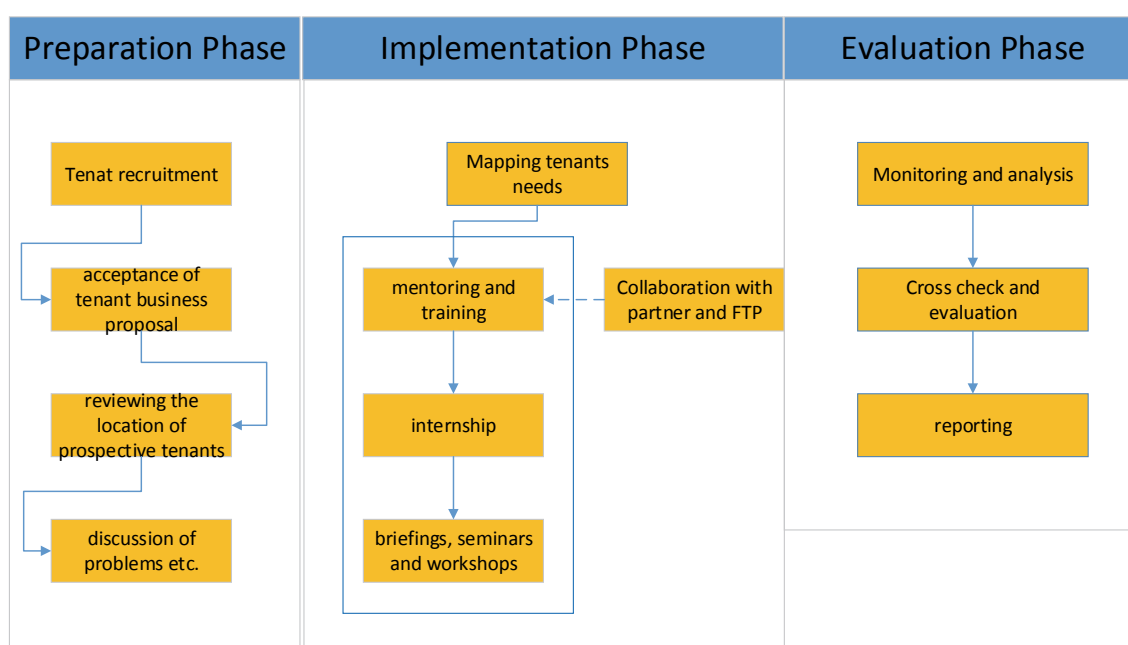 Preparation Phase
Implementation Phase
Evaluation Phase
Tenat recruitment
acceptance of
tenant business
proposal
reviewing the
location of
prospective tenants
discussion of
problems etc.
Mapping tenants
needs
mentoring and
training
Collaboration with
partner and FTP
internship
briefings, seminars
and workshops
Monitoring and analysis
Cross check and
evaluation
reporting